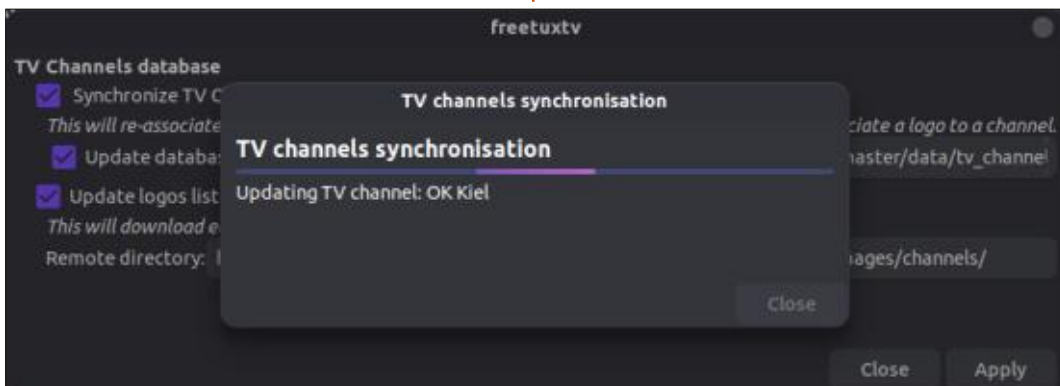 freetuxtv
TV Channels database
Synchronize TV C
This will re-associate
ciate a logo to a channel.
Update databa
master/data/tv_channel
Update logos list
This will download e
Remote directory:
ages/channels/
Close Apply
TV channels synchronisation
TV channels synchronisation
Updating TV channel: OK Kiel
Close